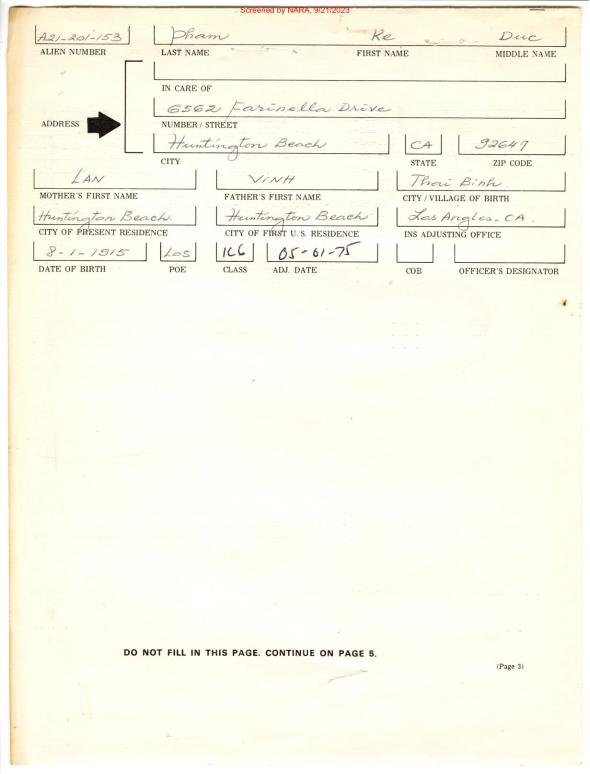 Screened by NARA, 9/21/2023
A21-201-153 Pham Ke Duc
ALIEN NUMBER LAST NAME FIRST NAME MIDDLE NAME
IN CARE OF
6562 Farinella Drive
ADDRESS NUMBER / STREET
Huntington Beach CA 92647
CITY STATE ZIP CODE
LAN VINH Thai Binh.
MOTHER'S FIRST NAME FATHER'S FIRST NAME CITY / VILLAGE OF BIRTH
Huntington Beach. Huntington Beach Los Angles. CA.
CITY OF PRESENT RESIDENCE CITY OF FIRST U. S. RESIDENCE INS ADJUSTING OFFICE
8-1-1915 LOS IC6 05-01-75
DATE OF BIRTH POE CLASS ADJ. DATE COB OFFICER'S DESIGNATOR
DO NOT FILL IN THIS PAGE. CONTINUE ON PAGE 5.
(Page 3)